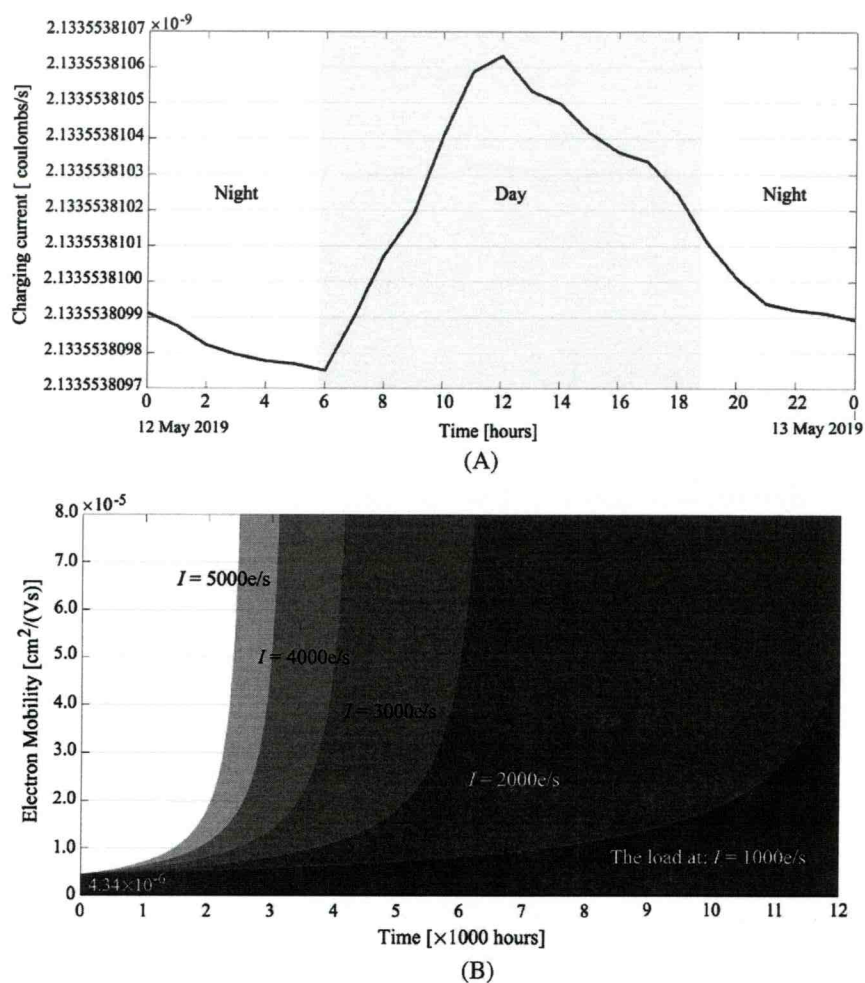 2.1335538107 ×10-9
2.1335538106
2.1335538105
2.1335538104
2.1335538103
2.1335538102
2.1335538101
2.1335538100
2.1335538099
2.1335538098
2.1335538097
Charging current [ coulombs/s]
Night
Day
Night
0 2 4 6 8 10 12 14 16 18 20 22 0
12 May 2019
Time [hours]
13 May 2019
(A)
8.0 ×10-5
7.0
6.0
5.0
4.0
3.0
2.0
1.0
0
Electron Mobility [cm2/(Vs)]
I = 5000e/s
I = 4000e/s
I = 3000e/s
I = 2000e/s
The load at: I = 1000e/s
4.34×10-6
0 1 2 3 4 5 6 7 8 9 10 11 12
Time [×1000 hours]
(B)